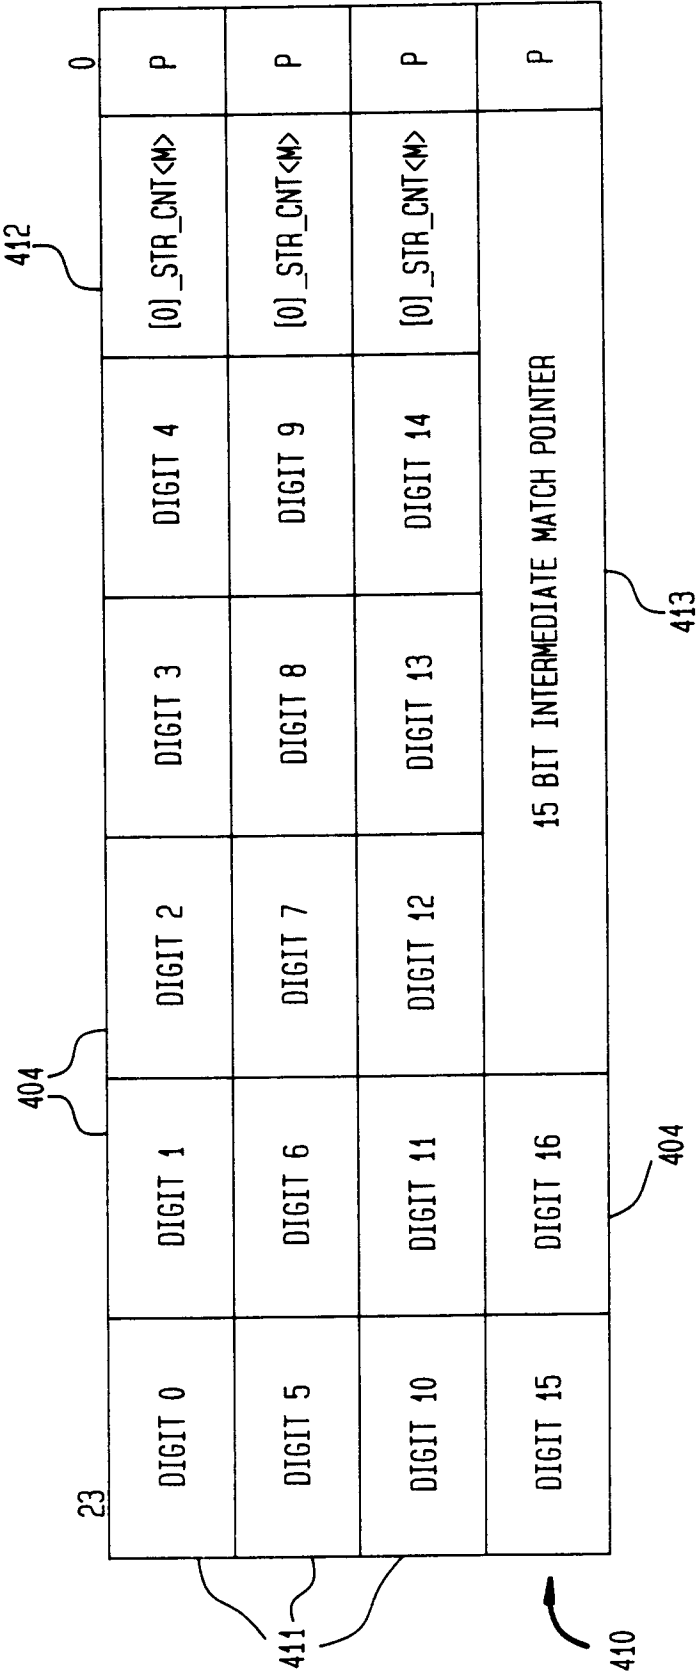 23
0
404
412
DIGIT 0
DIGIT 1
DIGIT 2
DIGIT 3
DIGIT 4
[0]_STR_CNT<M>
P
DIGIT 5
DIGIT 6
DIGIT 7
DIGIT 8
DIGIT 9
[0]_STR_CNT<M>
P
DIGIT 10
DIGIT 11
DIGIT 12
DIGIT 13
DIGIT 14
[0]_STR_CNT<M>
P
DIGIT 15
DIGIT 16
15 BIT INTERMEDIATE MATCH POINTER
P
411
410
404
413